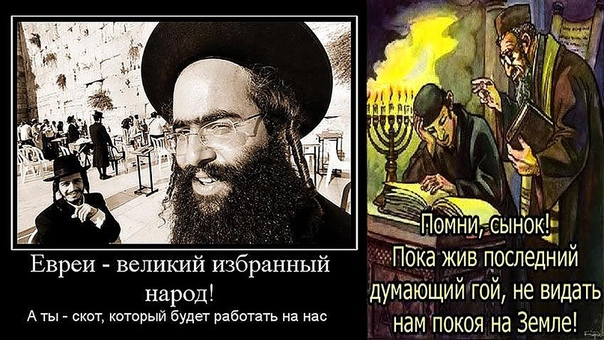 Евреи - великий избранный
народ!
А ты - скот, который будет работать на нас
Помни, сынок!
Пока жив последний
думающий гой, не видать
нам покоя на Земле!